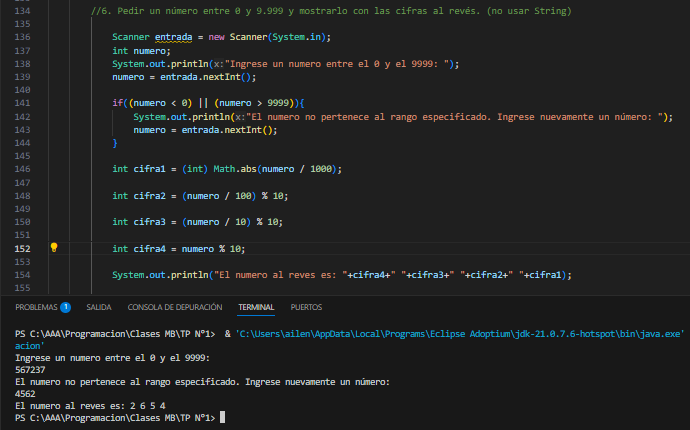 134 //6. Pedir un número entre 0 y 9.999 y mostrarlo con las cifras al revés. (no usar String)
135
136 Scanner entrada = new Scanner(System.in);
137 int numero;
138 System.out.println(x:"Ingrese un numero entre el 0 y el 9999: ");
139 numero = entrada.nextInt();
140
141 if((numero < 0) || (numero > 9999)){
142 System.out.println(x:"El numero no pertenece al rango especificado. Ingrese nuevamente un número: ");
143 numero = entrada.nextInt();
144 }
145
146 int cifra1 = (int) Math.abs(numero / 1000);
147
148 int cifra2 = (numero / 100) % 10;
149
150 int cifra3 = (numero / 10) % 10;
151
152 int cifra4 = numero % 10;
153
154 System.out.println("El numero al reves es: "+cifra4+" "+cifra3+" "+cifra2+" "+cifra1);
155
PROBLEMAS 1 SALIDA CONSOLA DE DEPURACIÓN TERMINAL PUERTOS
PS C:\AAA\Programacion\Clases MB\TP Nº1> & 'C:\Users\ailen\AppData\Local\Programs\Eclipse Adoptium\jdk-21.0.7.6-hotspot\bin\java.exe'
acion'
Ingrese un numero entre el 0 y el 9999:
567237
El numero no pertenece al rango especificado. Ingrese nuevamente un número:
4562
El numero al reves es: 2 6 5 4
PS C:\AAA\Programacion\Clases MB\TP Nº1>